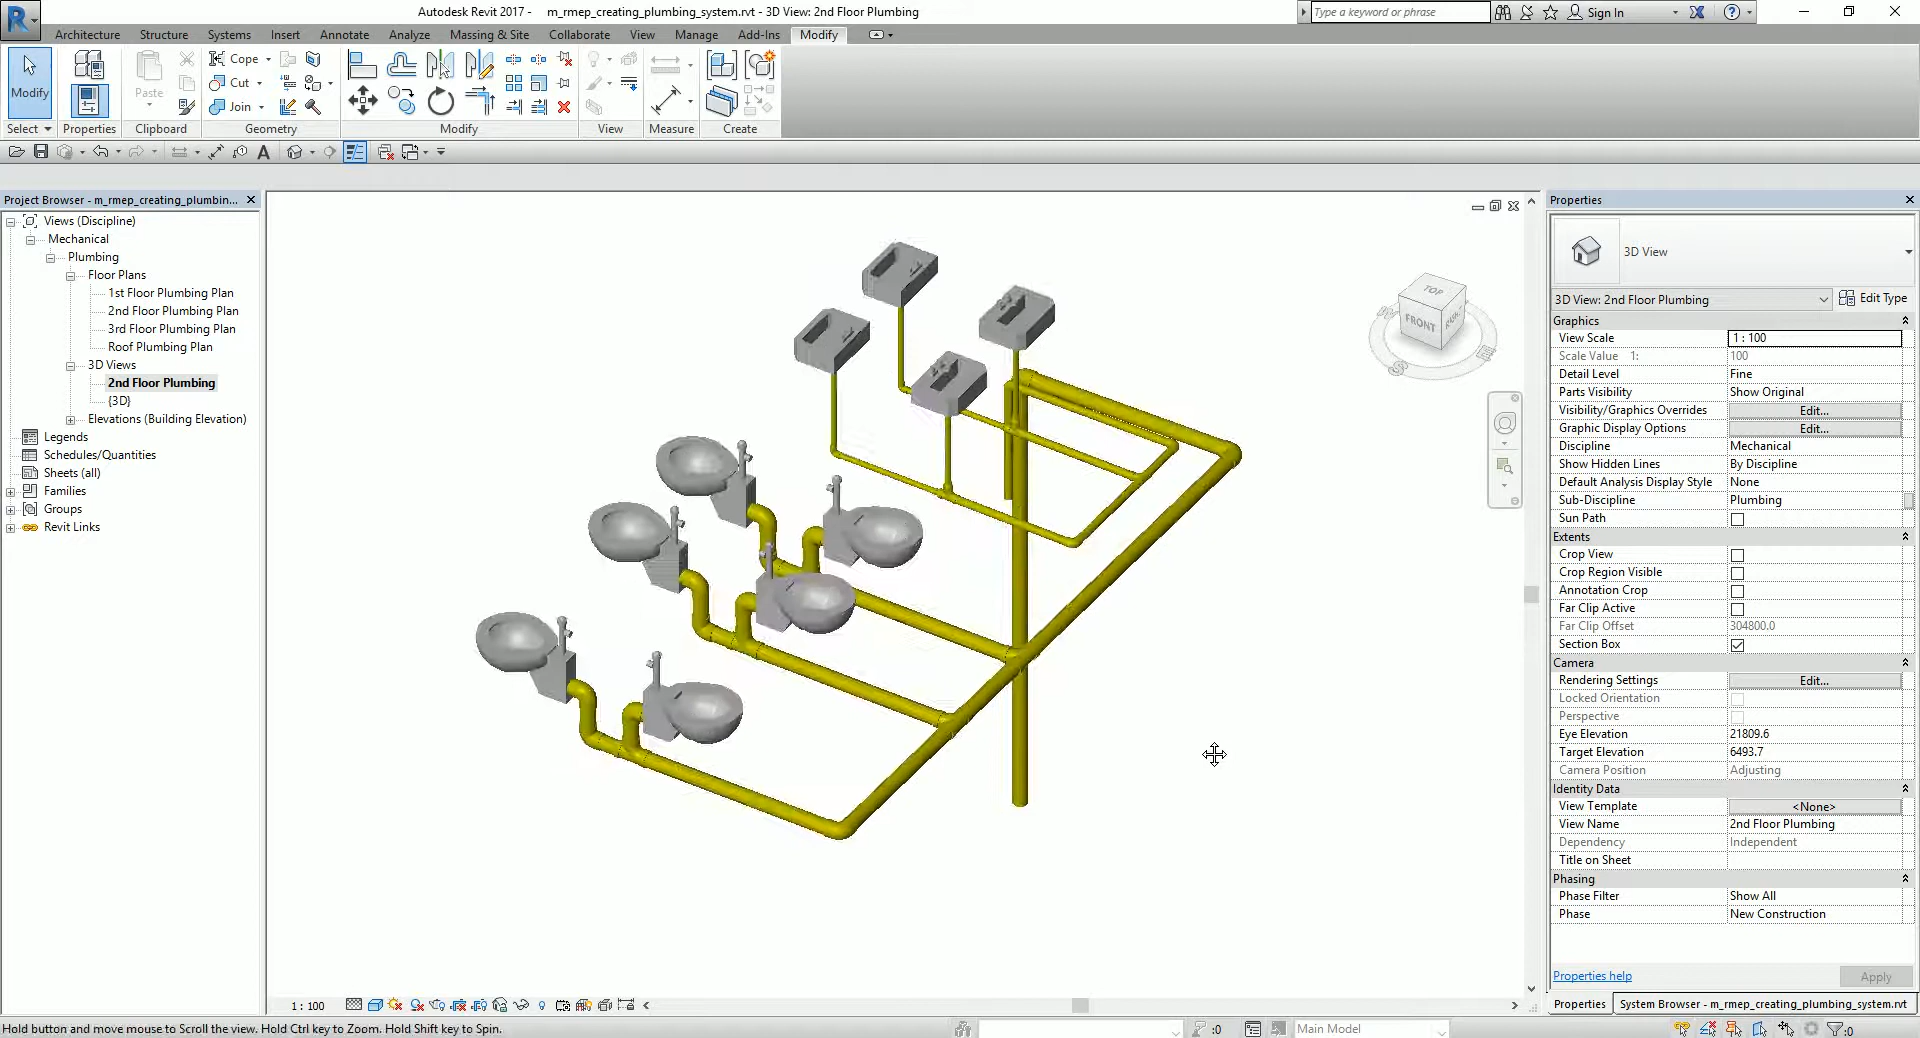 Autodesk Revit 2017 - m_rmep_creating_plumbing_system.rvt - 3D View: 2nd Floor Plumbing
Type a keyword or phrase
Sign In
Architecture Structure Systems Insert Annotate Analyze Massing & Site Collaborate View Manage Add-Ins Modify
Modify
Cope
Cut
Join
Paste
Select Properties Clipboard Geometry Modify View Measure Create
Project Browser - m_rmep_creating_plumbin...
Views (Discipline)
Mechanical
Plumbing
Floor Plans
1st Floor Plumbing Plan
2nd Floor Plumbing Plan
3rd Floor Plumbing Plan
Roof Plumbing Plan
3D Views
2nd Floor Plumbing
{3D}
Elevations (Building Elevation)
Legends
Schedules/Quantities
Sheets (all)
Families
Groups
Revit Links
TOP
FRONT
Properties
3D View
3D View: 2nd Floor Plumbing
Edit Type
Graphics
View Scale 1 : 100
Scale Value 1: 100
Detail Level Fine
Parts Visibility Show Original
Visibility/Graphics Overrides Edit...
Graphic Display Options Edit...
Discipline Mechanical
Show Hidden Lines By Discipline
Default Analysis Display Style None
Sub-Discipline Plumbing
Sun Path
Extents
Crop View
Crop Region Visible
Annotation Crop
Far Clip Active
Far Clip Offset 304800.0
Section Box
Camera
Rendering Settings Edit...
Locked Orientation
Perspective
Eye Elevation 21809.6
Target Elevation 6493.7
Camera Position Adjusting
Identity Data
View Template <None>
View Name 2nd Floor Plumbing
Dependency Independent
Title on Sheet
Phasing
Phase Filter Show All
Phase New Construction
Properties help
Apply
Properties
System Browser - m_rmep_creating_plumbing_system.rvt
1 : 100
Hold button and move mouse to Scroll the view. Hold Ctrl key to Zoom. Hold Shift key to Spin.
:0
Main Model
:0